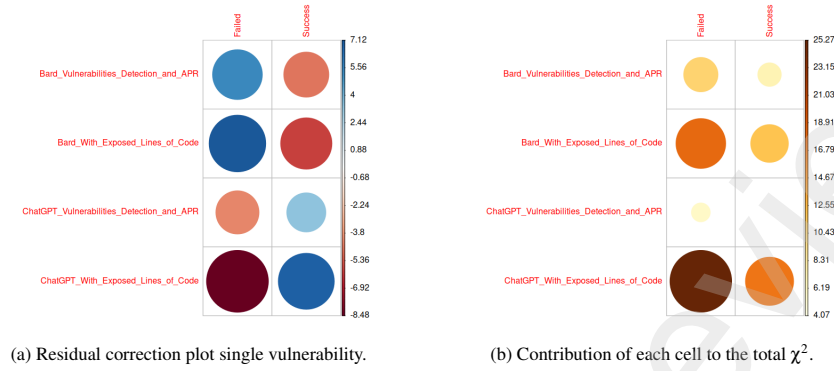 Failed
Success
7.12
5.56
4
2.44
0.88
-0.68
-2.24
-3.8
-5.36
-6.92
-8.48
Bard_Vulnerabilities_Detection_and_APR
Bard_With_Exposed_Lines_of_Code
ChatGPT_Vulnerabilities_Detection_and_APR
ChatGPT_With_Exposed_Lines_of_Code
(a) Residual correction plot single vulnerability.
Failed
Success
25.27
23.15
21.03
18.91
16.79
14.67
12.55
10.43
8.31
6.19
4.07
Bard_Vulnerabilities_Detection_and_APR
Bard_With_Exposed_Lines_of_Code
ChatGPT_Vulnerabilities_Detection_and_APR
ChatGPT_With_Exposed_Lines_of_Code
(b) Contribution of each cell to the total χ².